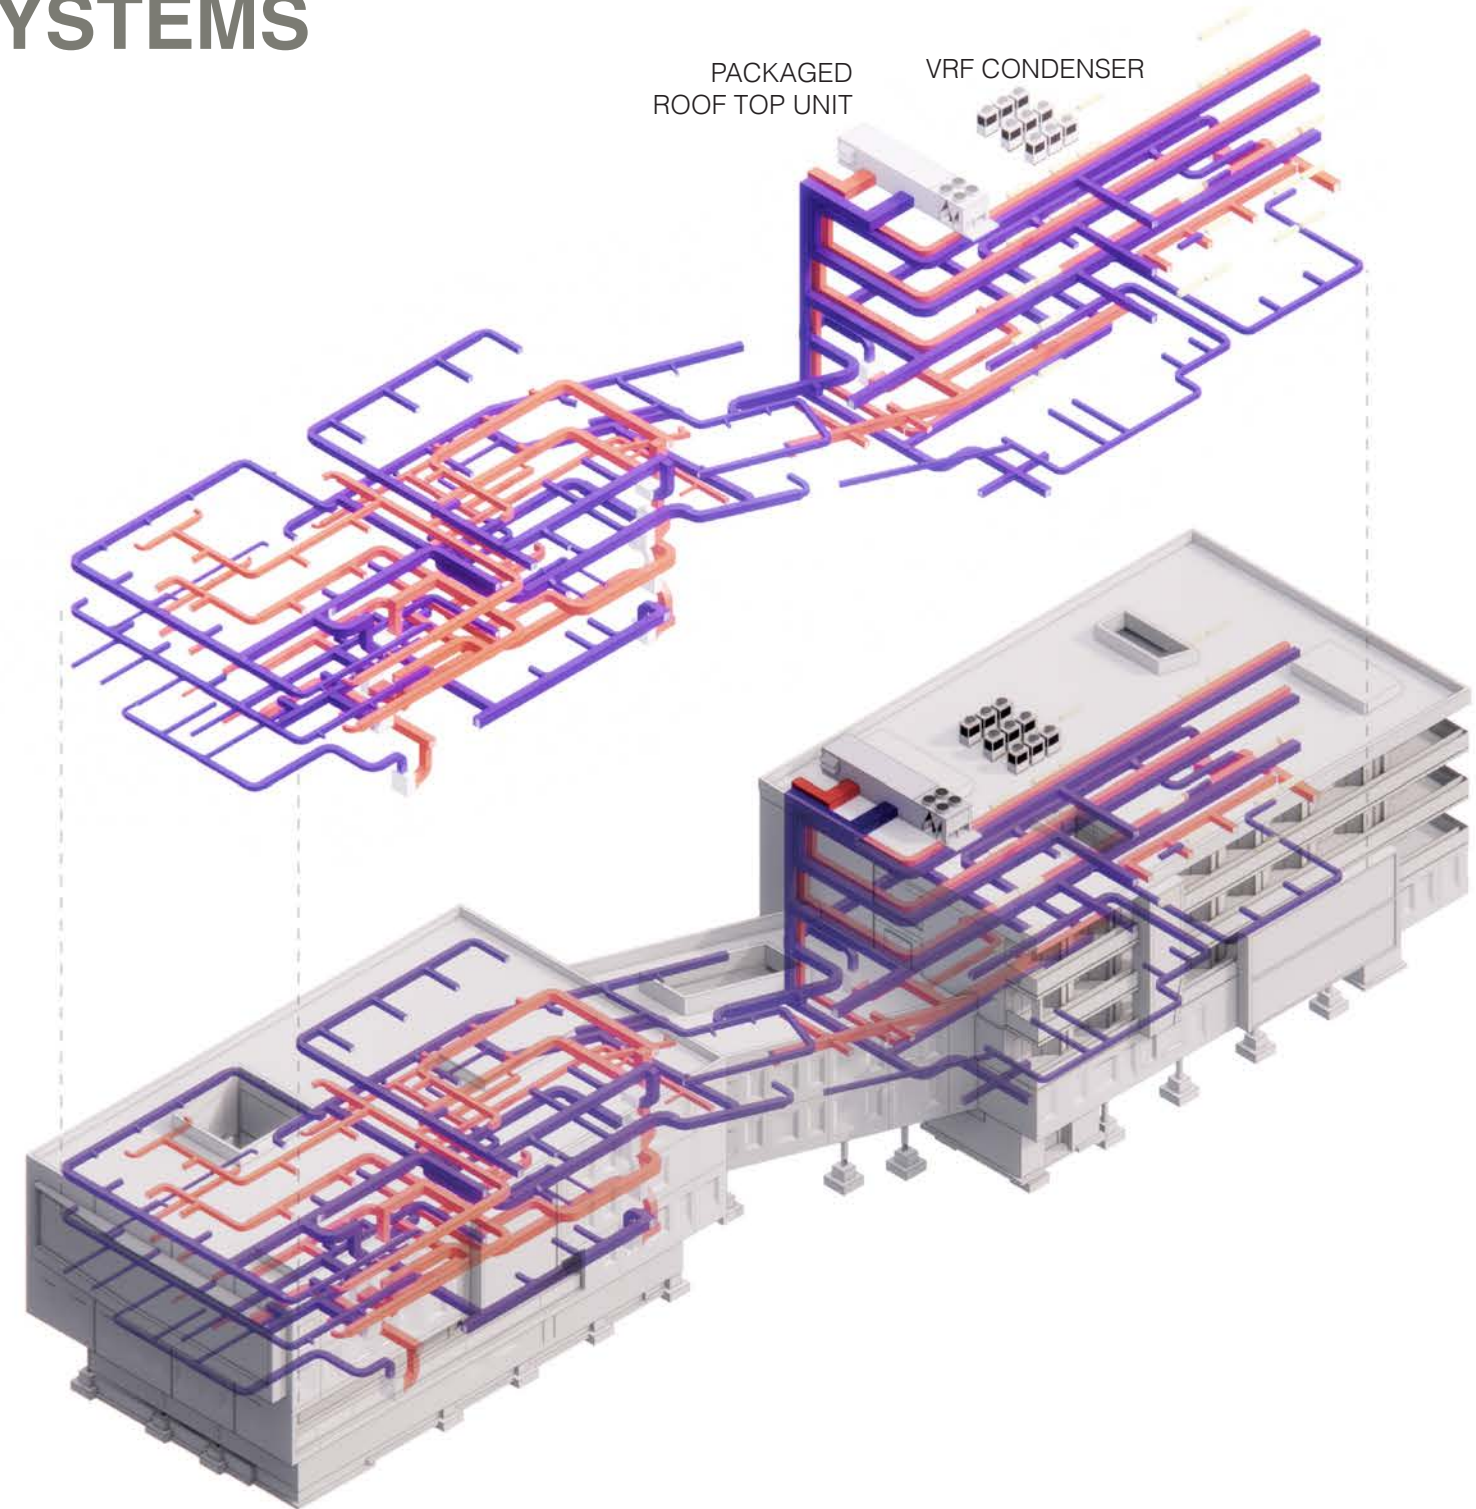 YSTEMS
PACKAGED
ROOF TOP UNIT
VRF CONDENSER